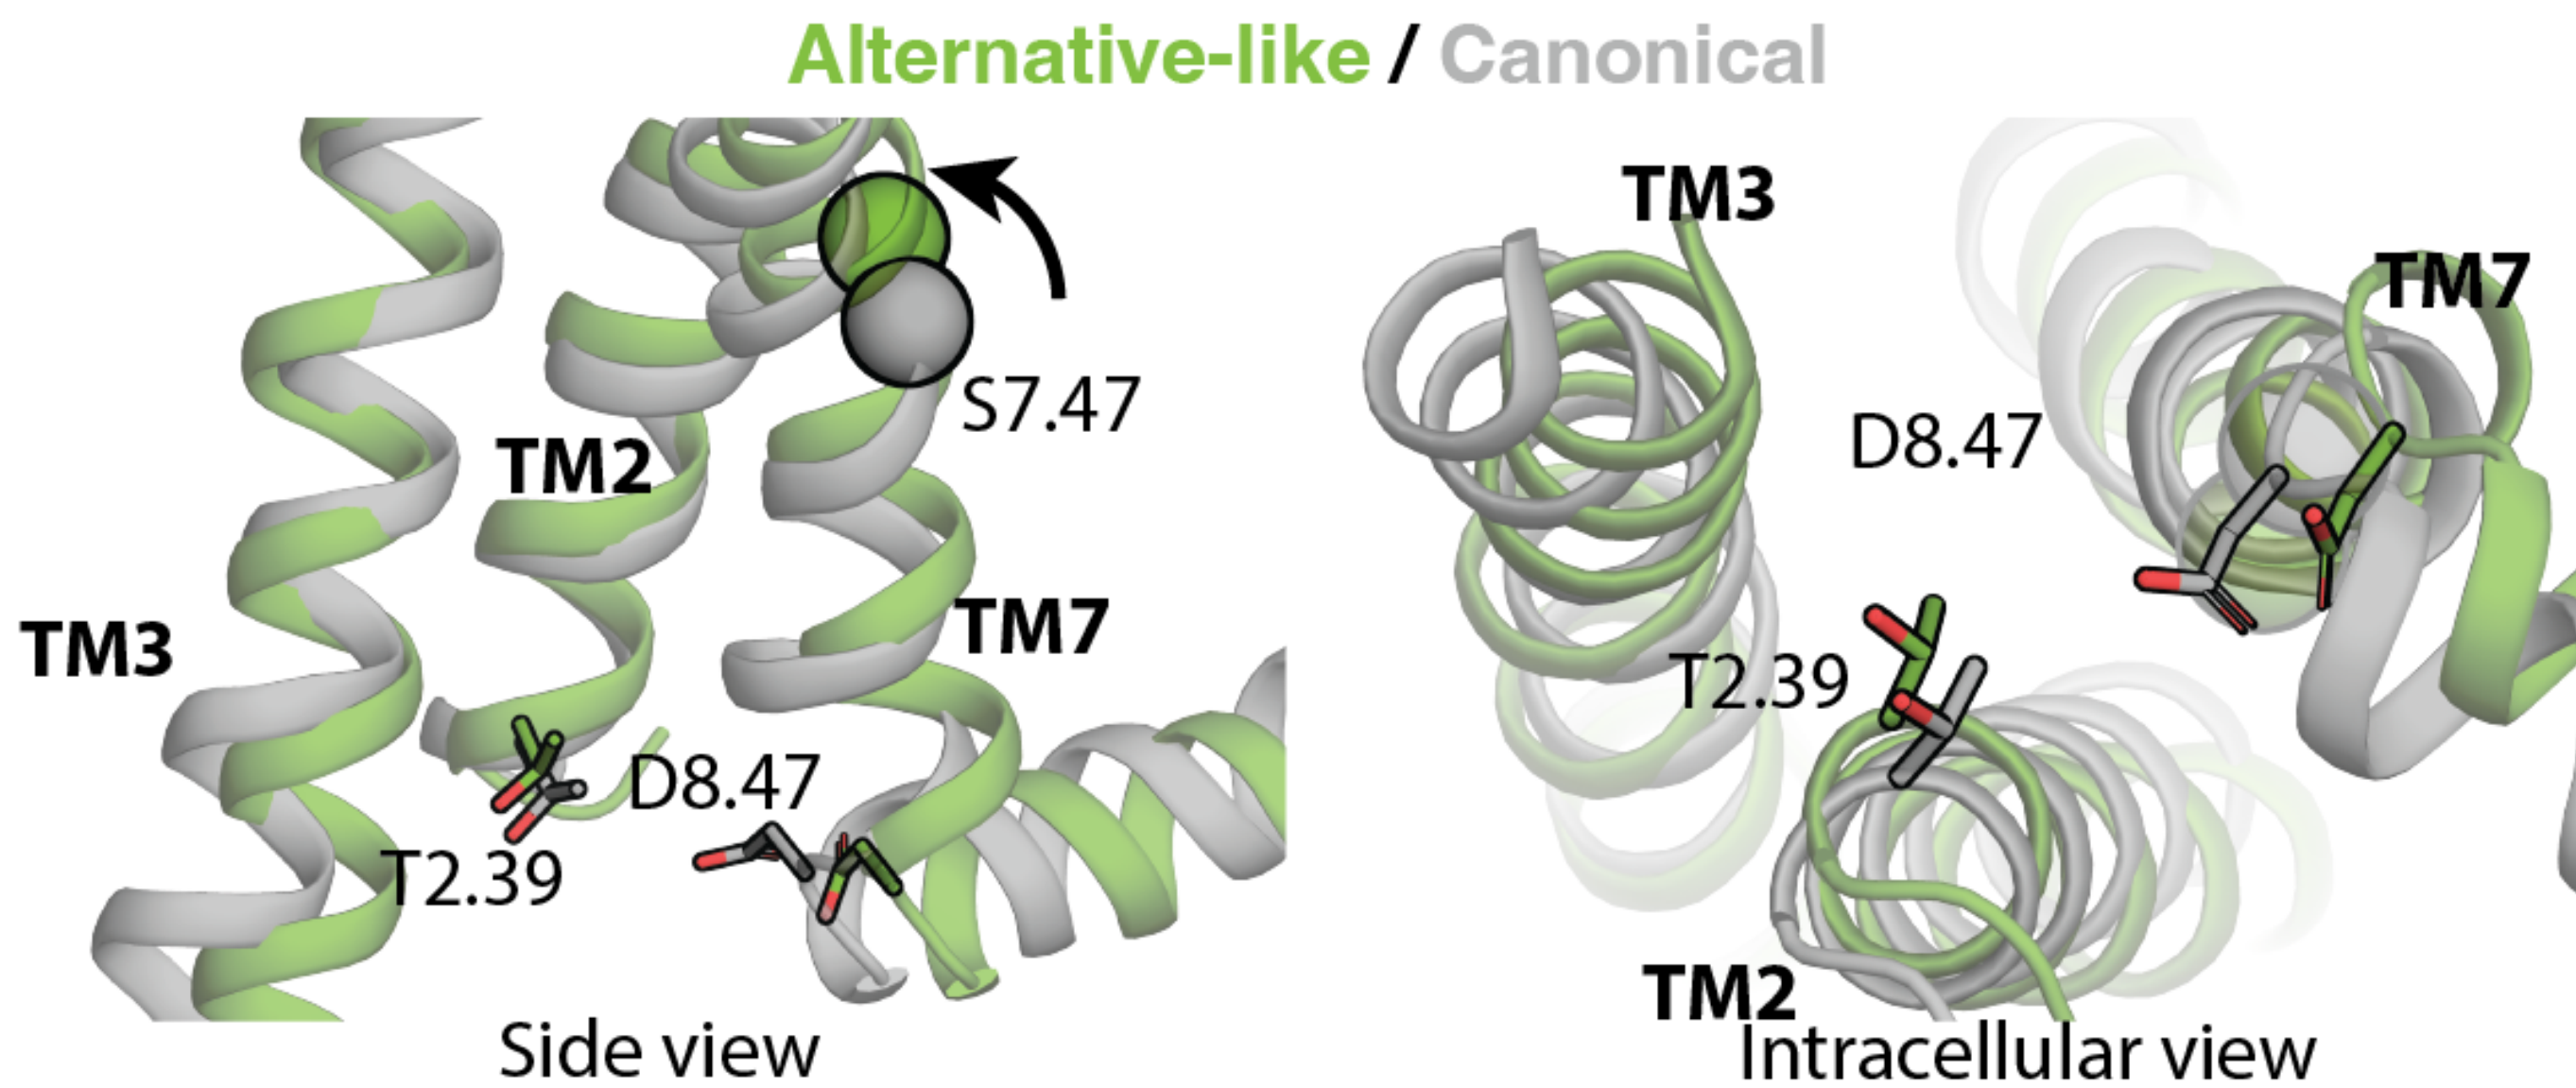 Alternative-like / Canonical
S7.47
TM2
TM7
TM3
D8.47
T2.39
Side view
TM3
TM7
D8.47
T2.39
TM2
Intracellular view